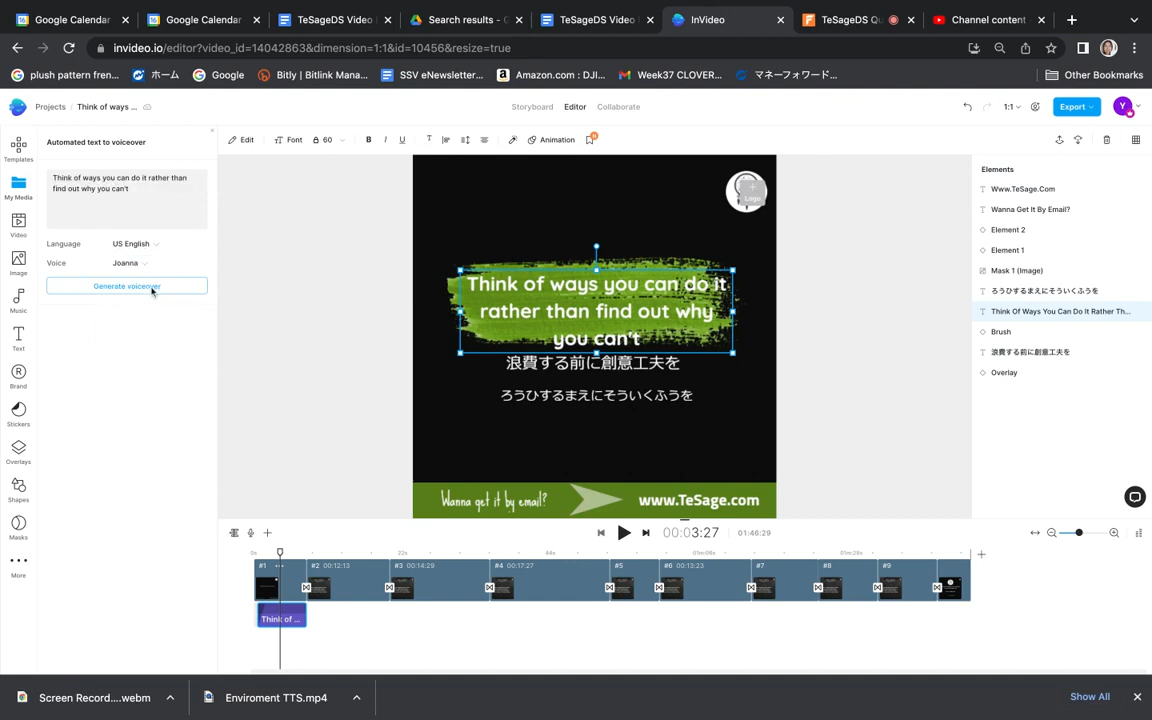 Google Calendar
Google Calendar
TeSageDS Video
Search results - G
TeSageDS Video
InVideo
TeSageDS Qu
Channel content
invideo.io/editor?video_id=14042863&dimension=1:1&id=10456&resize=true
plush pattern fren...
ホーム
Google
Bitly | Bitlink Mana...
SSV eNewsletter...
Amazon.com : DJI...
Week37 CLOVER...
マネーフォワード...
Other Bookmarks
Projects
Think of ways ...
Storyboard
Editor
Collaborate
1:1
Export
Y
Automated text to voiceover
Edit
Font
60
B
I
U
T
Animation
Templates
My Media
Video
Image
Music
Text
Brand
Stickers
Overlays
Shapes
Masks
More
Think of ways you can do it rather than
find out why you can't
Language
US English
Voice
Joanna
Generate voiceover
Logo
Think of ways you can do it
rather than find out why
you can't
浪費する前に創意工夫を
ろうひするまえにそういくふうを
Wanna get it by email?
www.TeSage.com
Elements
Www.TeSage.Com
Wanna Get It By Email?
Element 2
Element 1
Mask 1 (Image)
ろうひするまえにそういくふうを
Think Of Ways You Can Do It Rather Th...
Brush
浪費する前に創意工夫を
Overlay
00:03:27
01:46:29
0s
22s
44s
01m:06s
01m:28s
#1
#2 00:12:13
#3 00:14:29
#4 00:17:27
#5
#6 00:13:23
#7
#8
#9
Think of ...
Screen Record....webm
Enviroment TTS.mp4
Show All